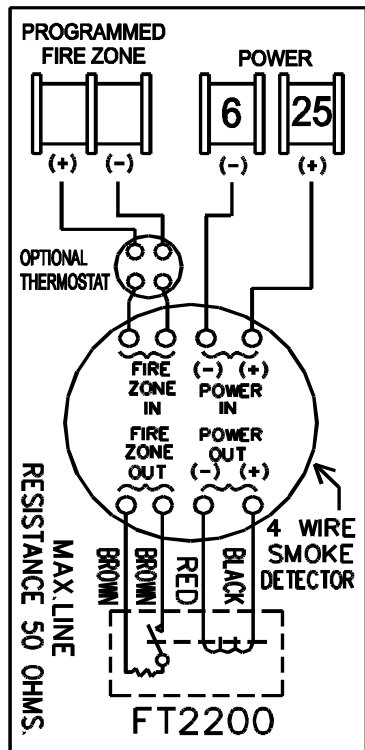 PROGRAMMED
FIRE ZONE
POWER
6
25
(+) (-)
(-) (+)
OPTIONAL
THERMOSTAT
FIRE
ZONE
IN
(-) (+)
POWER
IN
FIRE
ZONE
OUT
POWER
OUT
(-) (+)
4 WIRE
SMOKE
DETECTOR
BROWN
BROWN
RED
BLACK
MAX.LINE
RESISTANCE 50 OHMS.
FT2200